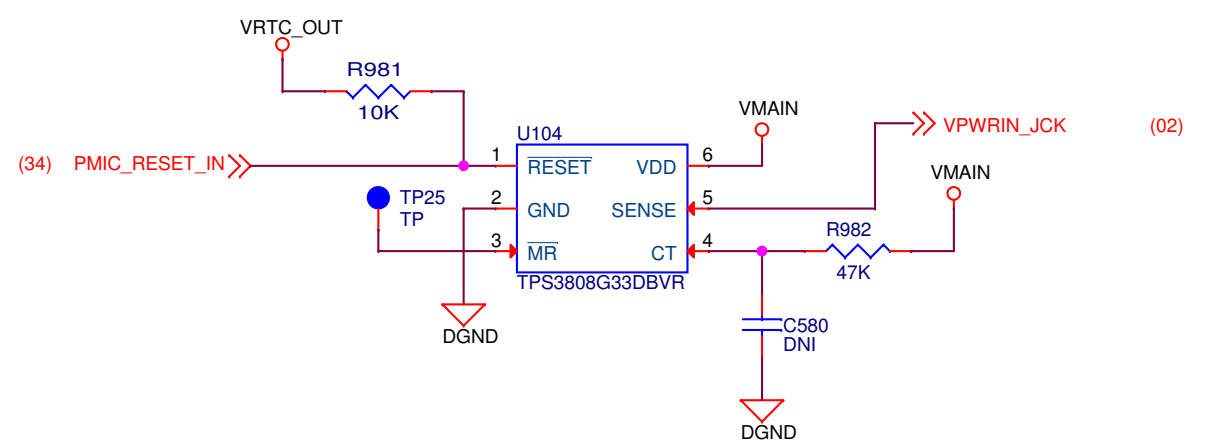 VRTC_OUT
R981
10K
VMAIN
U104
VPWRIN_JCK
(02)
(34) PMIC_RESET_IN
1
RESET
VDD
6
VMAIN
TP25
TP
2
GND
SENSE
5
R982
3
MR
CT
4
47K
TPS3808G33DBVR
C580
DNI
DGND
DGND